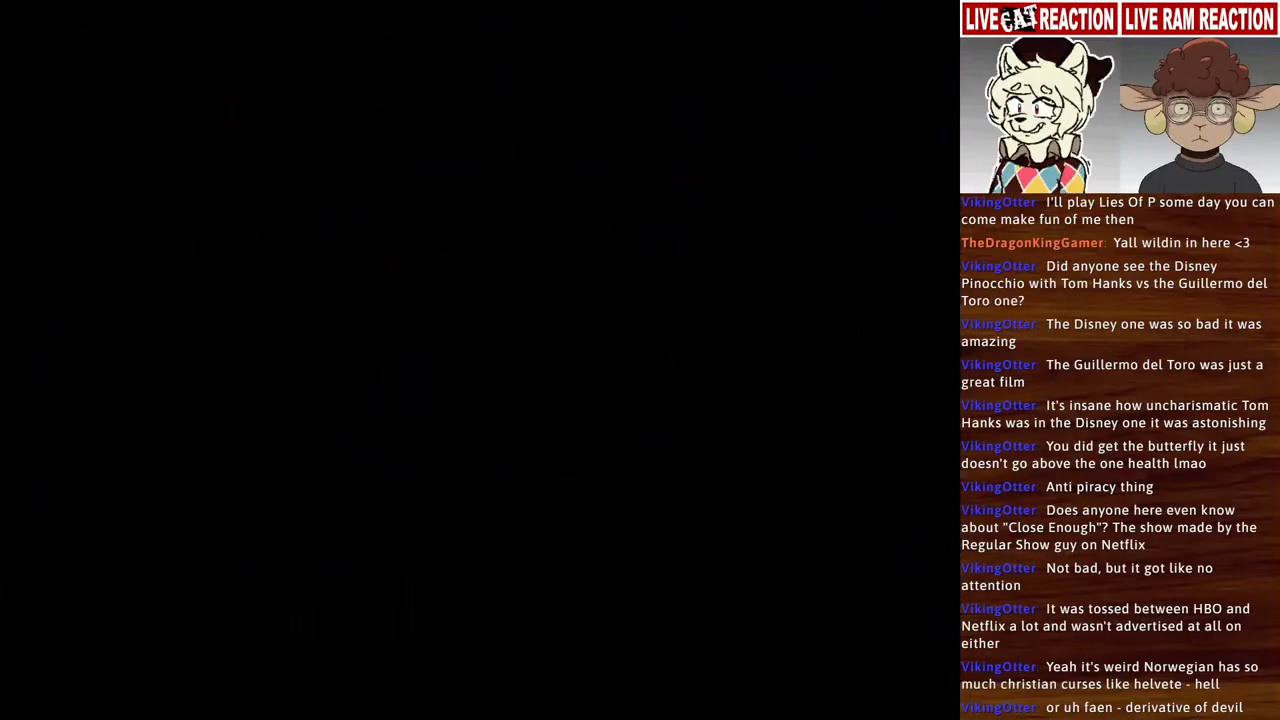 LIVE CAT REACTION
LIVE RAM REACTION
VikingOtter: I'll play Lies Of P some day you can
come make fun of me then
TheDragonKingGamer: Yall wildin in here <3
VikingOtter: Did anyone see the Disney
Pinocchio with Tom Hanks vs the Guillermo del
Toro one?
VikingOtter: The Disney one was so bad it was
amazing
VikingOtter: The Guillermo del Toro was just a
great film
VikingOtter: It's insane how uncharismatic Tom
Hanks was in the Disney one it was astonishing
VikingOtter: You did get the butterfly it just
doesn't go above the one health lmao
VikingOtter: Anti piracy thing
VikingOtter: Does anyone here even know
about "Close Enough"? The show made by the
Regular Show guy on Netflix
VikingOtter: Not bad, but it got like no
attention
VikingOtter: It was tossed between HBO and
Netflix a lot and wasn't advertised at all on
either
VikingOtter: Yeah it's weird Norwegian has so
much christian curses like helvete - hell
VikingOtter: or uh faen - derivative of devil